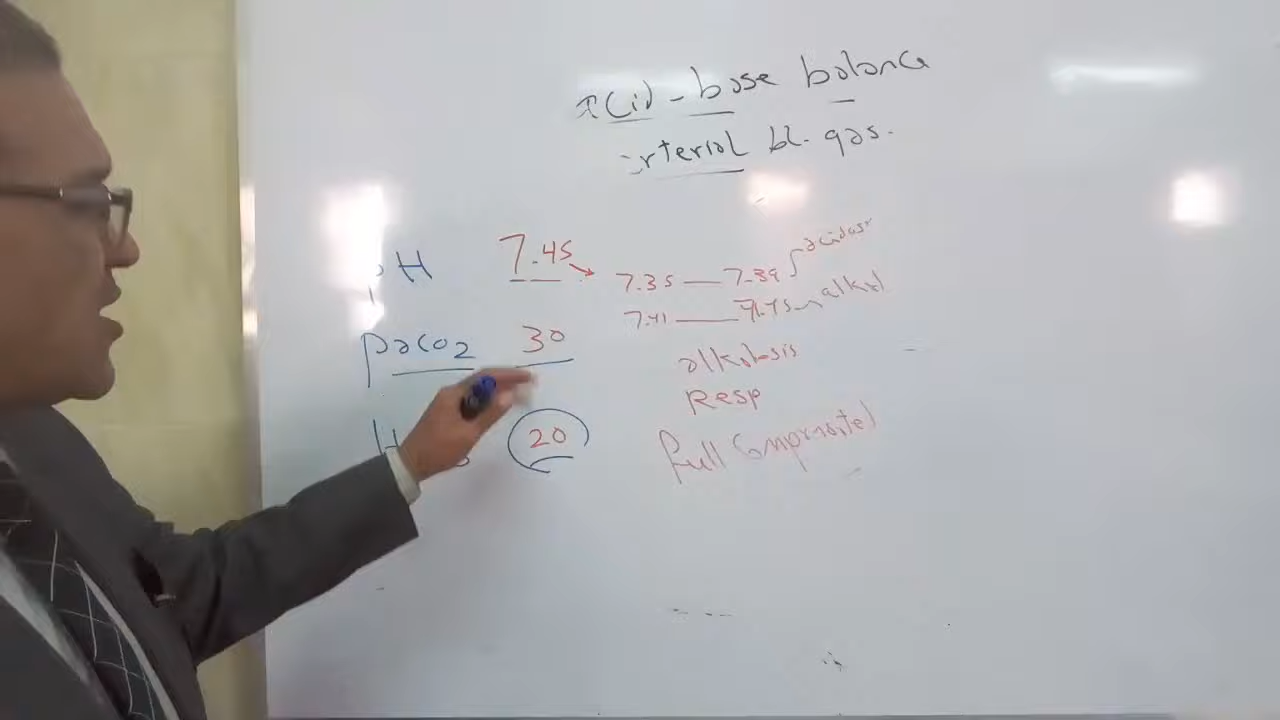 Acid - base balance
arterial bl. gas.
pH 7.45
7.35 — 7.39 acidosis
7.41 — 7.45 alkal
PaCO2 30
alkalosis
Resp
20
full Compensated